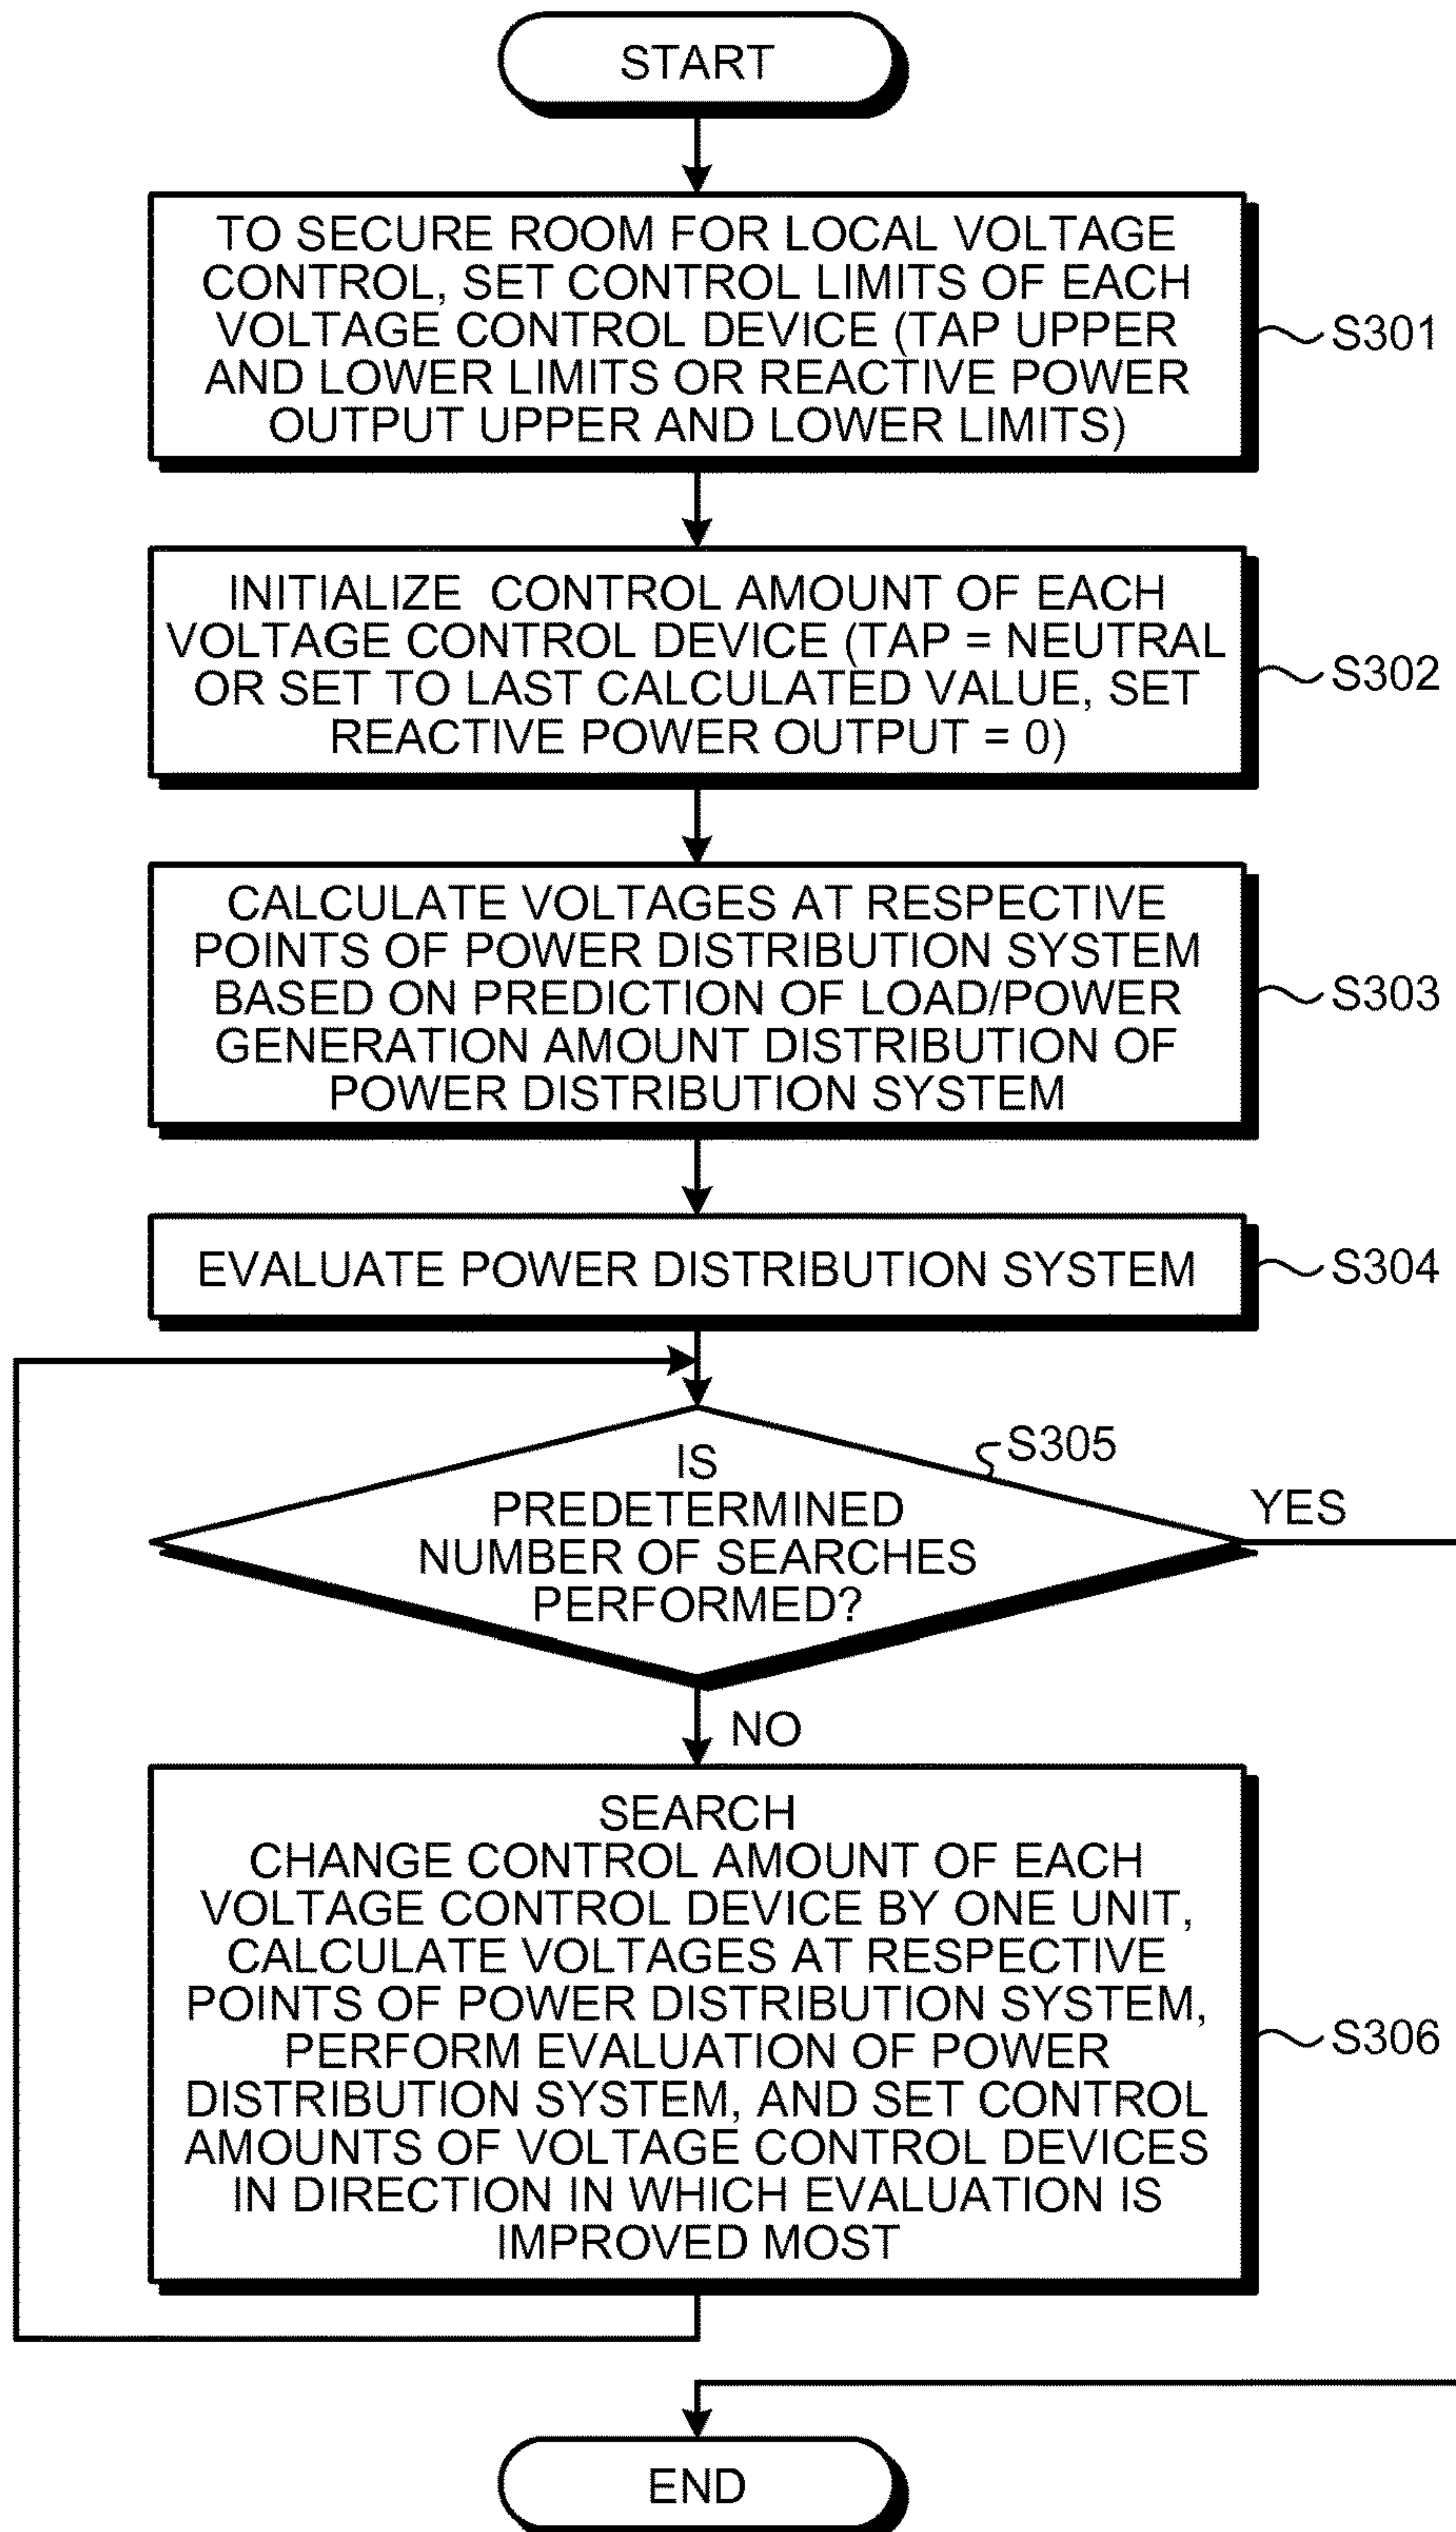 START
TO SECURE ROOM FOR LOCAL VOLTAGE
CONTROL, SET CONTROL LIMITS OF EACH
VOLTAGE CONTROL DEVICE (TAP UPPER
AND LOWER LIMITS OR REACTIVE POWER
OUTPUT UPPER AND LOWER LIMITS)
S301
INITIALIZE CONTROL AMOUNT OF EACH
VOLTAGE CONTROL DEVICE (TAP = NEUTRAL
OR SET TO LAST CALCULATED VALUE, SET
REACTIVE POWER OUTPUT = 0)
S302
CALCULATE VOLTAGES AT RESPECTIVE
POINTS OF POWER DISTRIBUTION SYSTEM
BASED ON PREDICTION OF LOAD/POWER
GENERATION AMOUNT DISTRIBUTION OF
POWER DISTRIBUTION SYSTEM
S303
EVALUATE POWER DISTRIBUTION SYSTEM
S304
IS
PREDETERMINED
NUMBER OF SEARCHES
PERFORMED?
S305
YES
NO
SEARCH
CHANGE CONTROL AMOUNT OF EACH
VOLTAGE CONTROL DEVICE BY ONE UNIT,
CALCULATE VOLTAGES AT RESPECTIVE
POINTS OF POWER DISTRIBUTION SYSTEM,
PERFORM EVALUATION OF POWER
DISTRIBUTION SYSTEM, AND SET CONTROL
AMOUNTS OF VOLTAGE CONTROL DEVICES
IN DIRECTION IN WHICH EVALUATION IS
IMPROVED MOST
S306
END